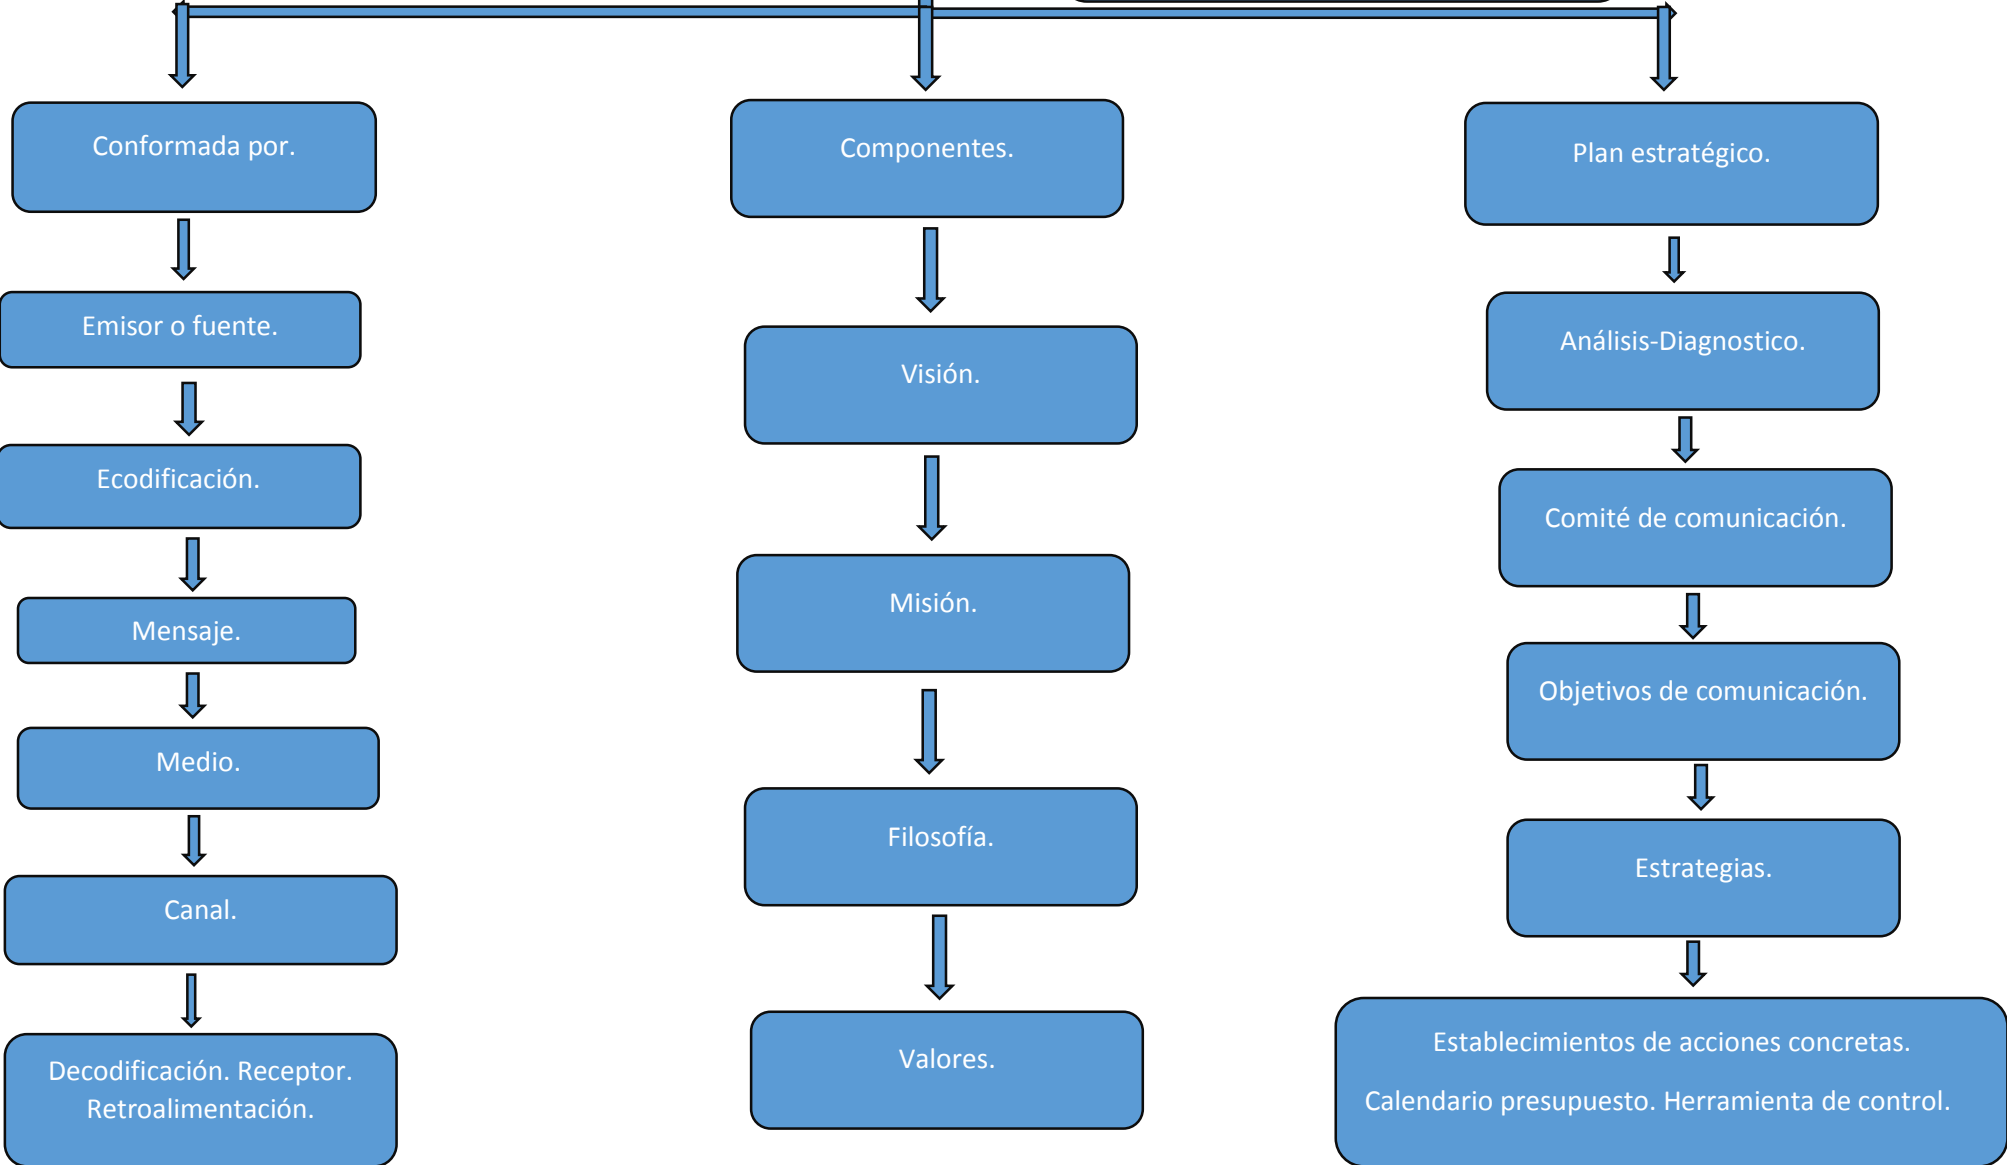 Conformada por.
Emisor o fuente.
Ecodificación.
Mensaje.
Medio.
Canal.
Decodificación. Receptor.
Retroalimentación.
Componentes.
Visión.
Misión.
Filosofía.
Valores.
Plan estratégico.
Análisis-Diagnostico.
Comité de comunicación.
Objetivos de comunicación.
Estrategias.
Establecimientos de acciones concretas.
Calendario presupuesto. Herramienta de control.